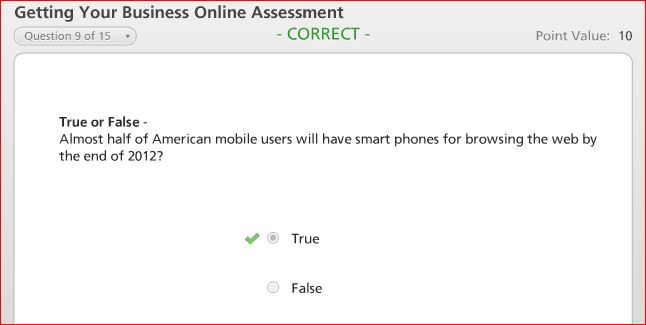 Getting Your Business Online Assessment
Question 9 of 15
- CORRECT -
Point Value: 10
True or False -
Almost half of American mobile users will have smart phones for browsing the web by
the end of 2012?
True
False